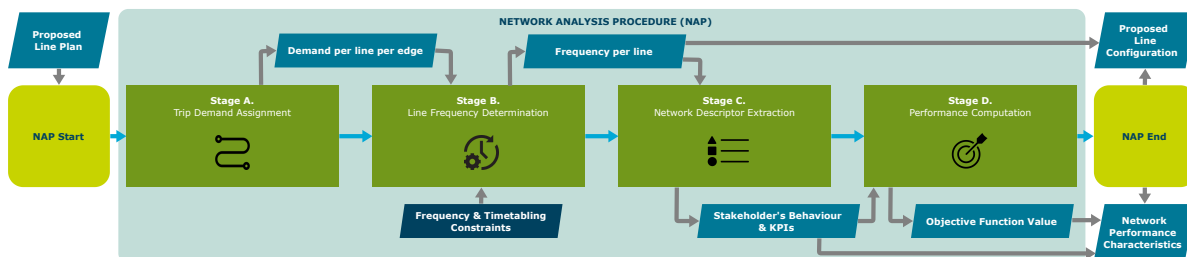 NETWORK ANALYSIS PROCEDURE (NAP)
Proposed
Line Plan
Demand per line per edge
Frequency per line
Proposed
Line
Configuration
NAP Start
Stage A.
Trip Demand Assignment
Stage B.
Line Frequency Determination
Stage C.
Network Descriptor Extraction
Stage D.
Performance Computation
NAP End
Frequency & Timetabling
Constraints
Stakeholder's Behaviour
& KPIs
Objective Function Value
Network
Performance
Characteristics